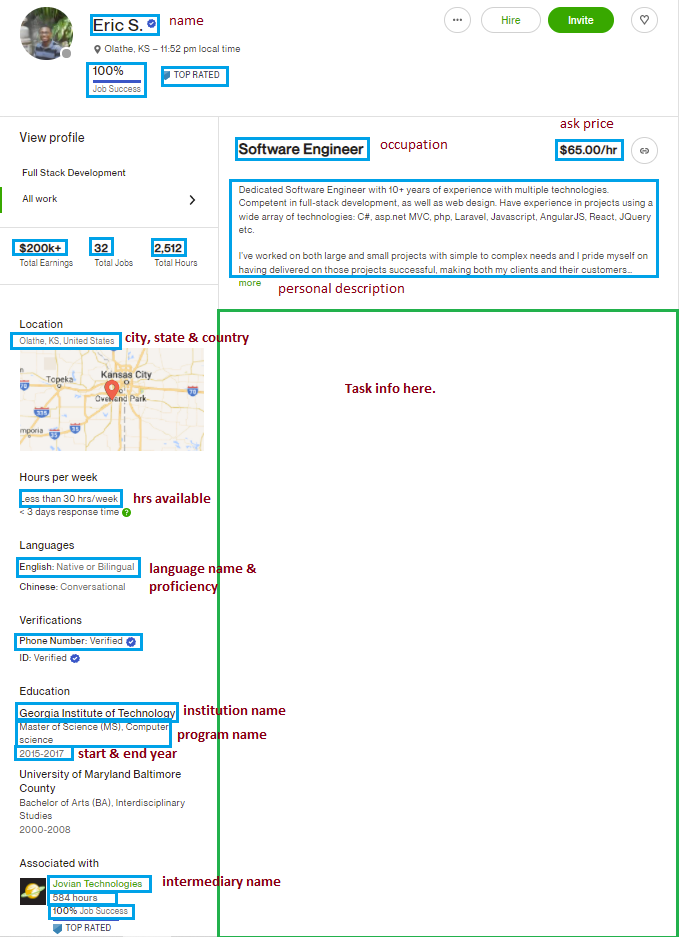 Eric S. name
Olathe, KS – 11:52 pm local time
100%
Job Success
TOP RATED
Hire
Invite
View profile
Full Stack Development
All work
$200k+ 32 2,512
Total Earnings Total Jobs Total Hours
ask price
Software Engineer occupation $65.00/hr
Dedicated Software Engineer with 10+ years of experience with multiple technologies.
Competent in full-stack development, as well as web design. Have experience in projects using a
wide array of technologies: C#, asp.net MVC, php, Laravel, Javascript, AngularJS, React, JQuery
etc.
I've worked on both large and small projects with simple to complex needs and I pride myself on
having delivered on those projects successful, making both my clients and their customers...
more
personal description
Location
Olathe, KS, United States city, state & country
Topeka
Kansas City
Overland Park
70
70
335
35
35
mporia
Task info here.
Hours per week
Less than 30 hrs/week hrs available
< 3 days response time ?
Languages
English: Native or Bilingual language name &
Chinese: Conversational proficiency
Verifications
Phone Number: Verified
ID: Verified
Education
Georgia Institute of Technology institution name
Master of Science (MS), Computer
science program name
2015-2017 start & end year
University of Maryland Baltimore
County
Bachelor of Arts (BA), Interdisciplinary
Studies
2000-2008
Associated with
Jovian Technologies intermediary name
584 hours
100% Job Success
TOP RATED